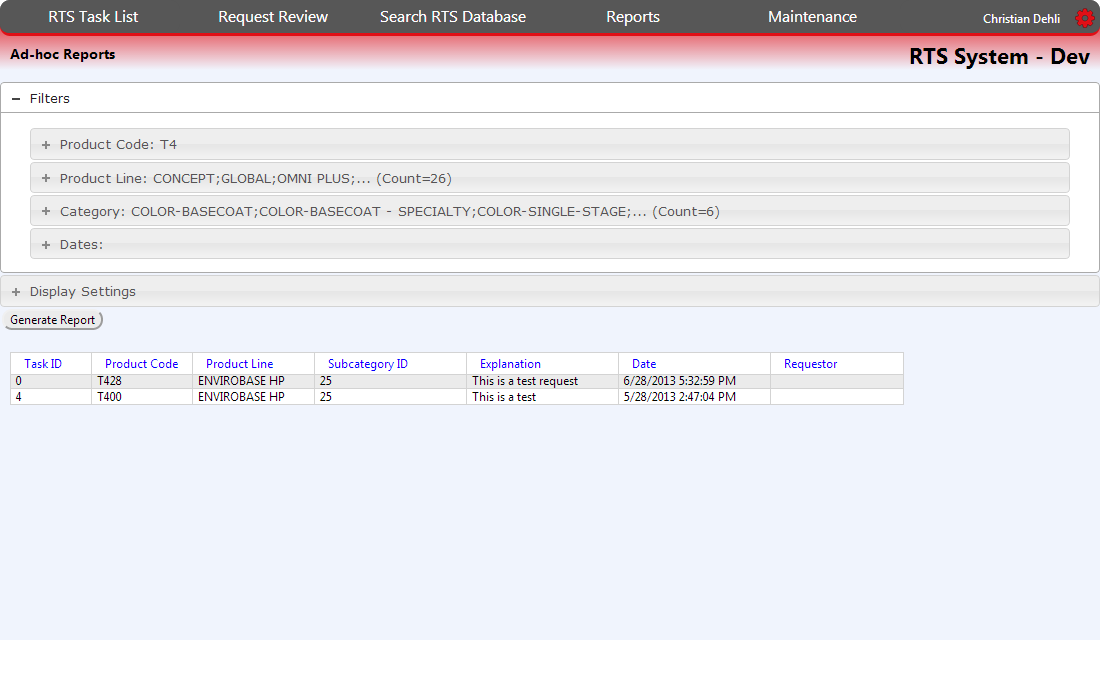 RTS Task List Request Review Search RTS Database Reports Maintenance Christian Dehli
Ad-hoc Reports RTS System - Dev
− Filters
+ Product Code: T4
+ Product Line: CONCEPT;GLOBAL;OMNI PLUS;... (Count=26)
+ Category: COLOR-BASECOAT;COLOR-BASECOAT - SPECIALTY;COLOR-SINGLE-STAGE;... (Count=6)
+ Dates:
+ Display Settings
Generate Report
Task ID Product Code Product Line Subcategory ID Explanation Date Requestor
0 T428 ENVIROBASE HP 25 This is a test request 6/28/2013 5:32:59 PM
4 T400 ENVIROBASE HP 25 This is a test 5/28/2013 2:47:04 PM